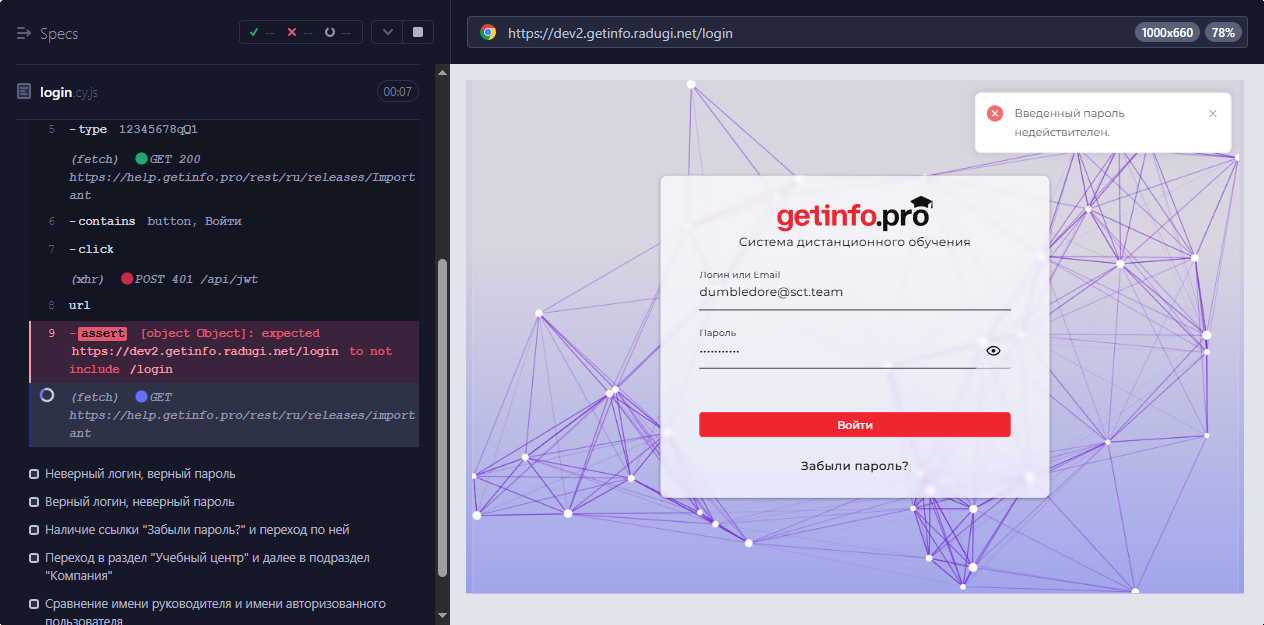 Specs
-- -- --
https://dev2.getinfo.radugi.net/login
1000x660
78%
login.cy.js
00:07
5 -type 12345678qQ1
(fetch) GET 200
https://help.getinfo.pro/rest/ru/releases/Import
ant
6 -contains button, Войти
7 -click
(xhr) POST 401 /api/jwt
8 url
9 -assert [object Object]: expected
https://dev2.getinfo.radugi.net/login to not
include /login
(fetch) GET
https://help.getinfo.pro/rest/ru/releases/import
ant
Неверный логин, верный пароль
Верный логин, неверный пароль
Наличие ссылки "Забыли пароль?" и переход по ней
Переход в раздел "Учебный центр" и далее в подраздел
"Компания"
Сравнение имени руководителя и имени авторизованного
пользователя
Введенный пароль
недействителен.
getinfo.pro
Система дистанционного обучения
Логин или Email
dumbledore@sct.team
Пароль
···········
Войти
Забыли пароль?